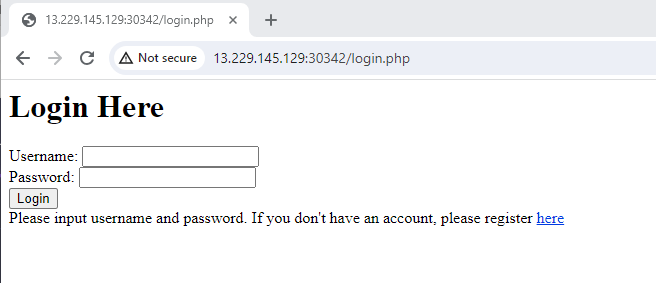 13.229.145.129:30342/login.php
Not secure
13.229.145.129:30342/login.php
Login Here
Username:
Password:
Login
Please input username and password. If you don't have an account, please register here